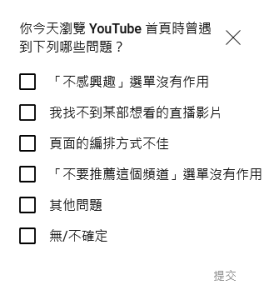 你今天瀏覽 YouTube 首頁時曾遇
到下列哪些問題？
「不感興趣」選單沒有作用
我找不到某部想看的直播影片
頁面的編排方式不佳
「不要推薦這個頻道」選單沒有作用
其他問題
無/不確定
提交